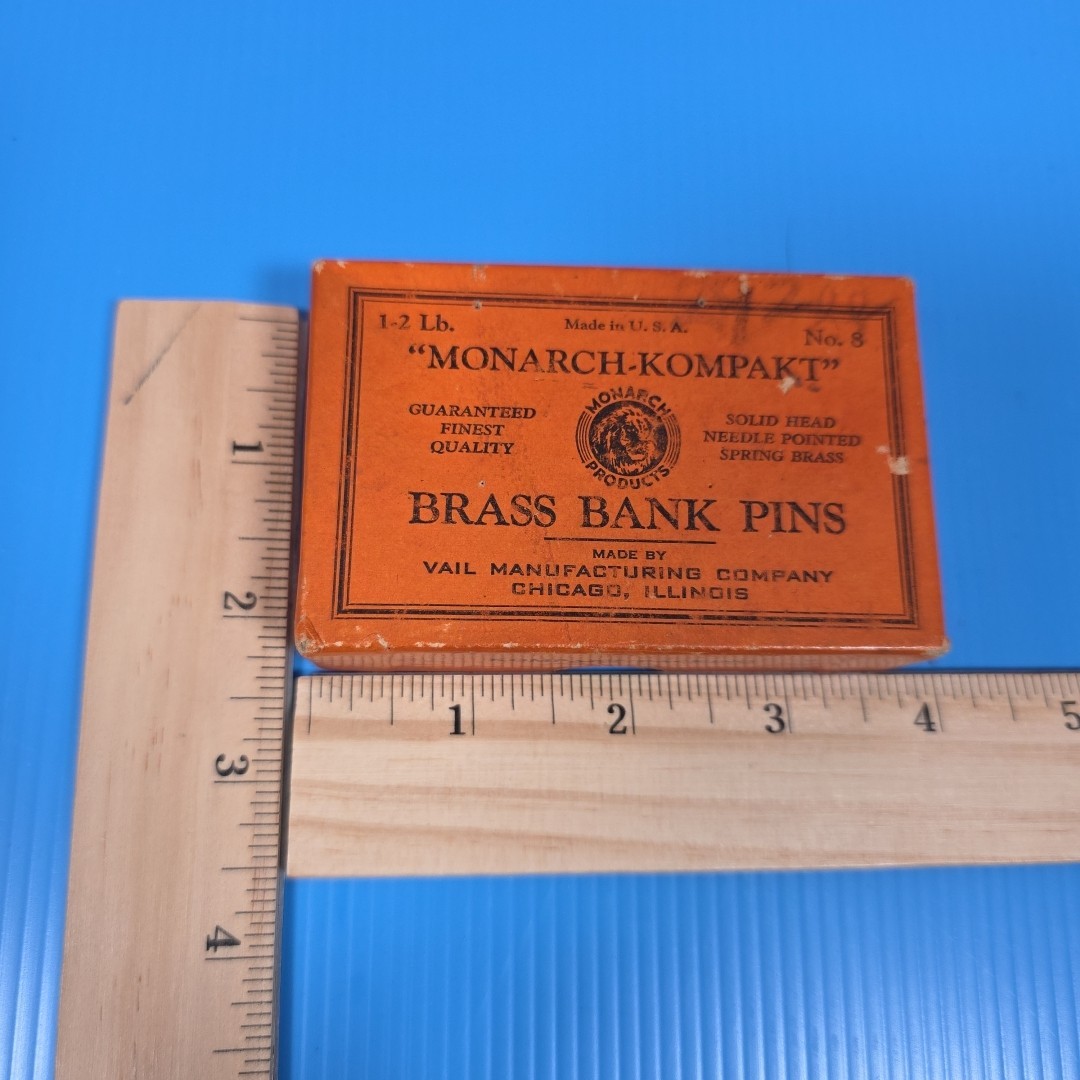 1-2 Lb.
Made in U. S. A.
No. 8
"MONARCH-KOMPAKT"
GUARANTEED
FINEST
QUALITY
MONARCH
PRODUCTS
SOLID HEAD
NEEDLE POINTED
SPRING BRASS
BRASS BANK PINS
MADE BY
VAIL MANUFACTURING COMPANY
CHICAGO, ILLINOIS
1
2
3
4
1
2
3
4
5